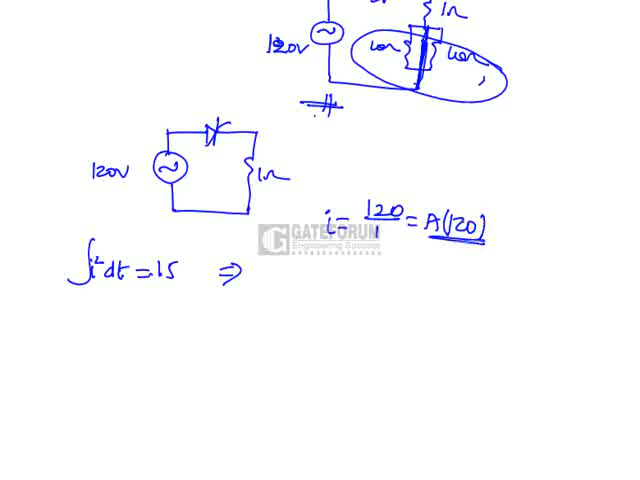 1Ω
120V
10Ω
10Ω
120V
1Ω
i = 120/1 = A(120)
GATEFORUM
Engineering Success
∫i²dt = 15 ⇒